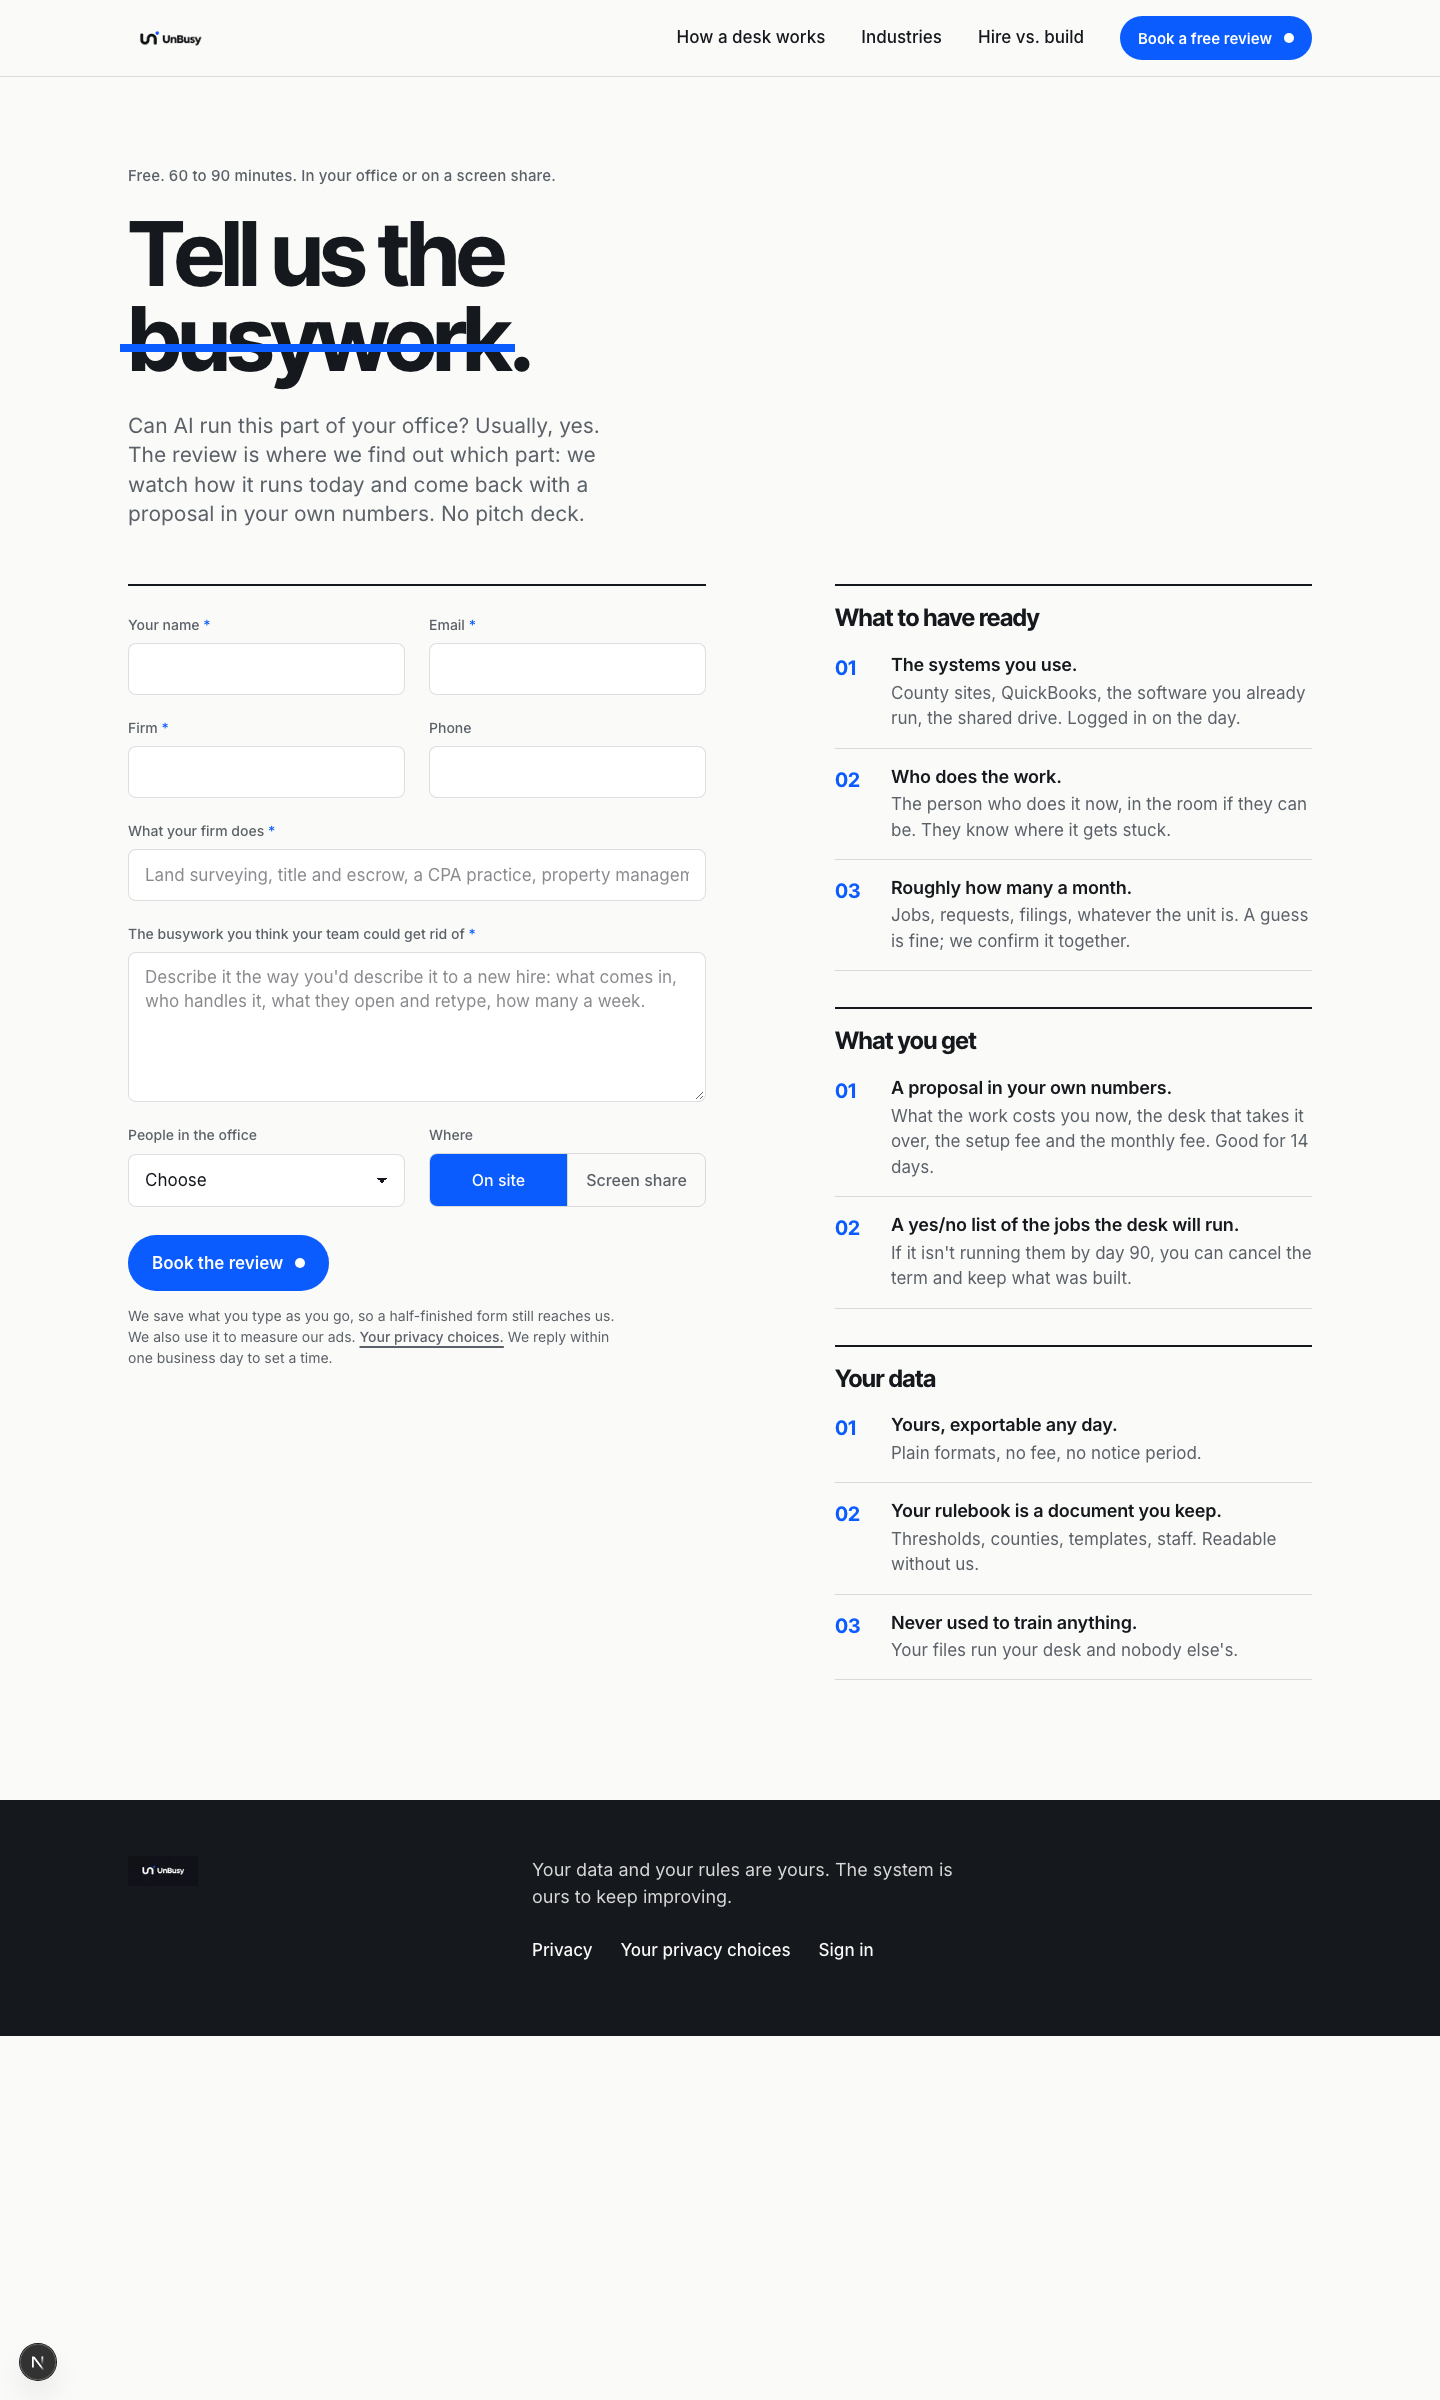 UnBusy
How a desk works
Industries
Hire vs. build
Book a free review
Free. 60 to 90 minutes. In your office or on a screen share.
Tell us the
busywork.
Can AI run this part of your office? Usually, yes.
The review is where we find out which part: we
watch how it runs today and come back with a
proposal in your own numbers. No pitch deck.
Your name *
Email *
Firm *
Phone
What your firm does *
Land surveying, title and escrow, a CPA practice, property managem
The busywork you think your team could get rid of *
Describe it the way you'd describe it to a new hire: what comes in,
who handles it, what they open and retype, how many a week.
People in the office
Where
Choose
On site
Screen share
Book the review
We save what you type as you go, so a half-finished form still reaches us.
We also use it to measure our ads. Your privacy choices. We reply within
one business day to set a time.
What to have ready
01
The systems you use.
County sites, QuickBooks, the software you already
run, the shared drive. Logged in on the day.
02
Who does the work.
The person who does it now, in the room if they can
be. They know where it gets stuck.
03
Roughly how many a month.
Jobs, requests, filings, whatever the unit is. A guess
is fine; we confirm it together.
What you get
01
A proposal in your own numbers.
What the work costs you now, the desk that takes it
over, the setup fee and the monthly fee. Good for 14
days.
02
A yes/no list of the jobs the desk will run.
If it isn't running them by day 90, you can cancel the
term and keep what was built.
Your data
01
Yours, exportable any day.
Plain formats, no fee, no notice period.
02
Your rulebook is a document you keep.
Thresholds, counties, templates, staff. Readable
without us.
03
Never used to train anything.
Your files run your desk and nobody else's.
UnBusy
Your data and your rules are yours. The system is
ours to keep improving.
Privacy
Your privacy choices
Sign in
N